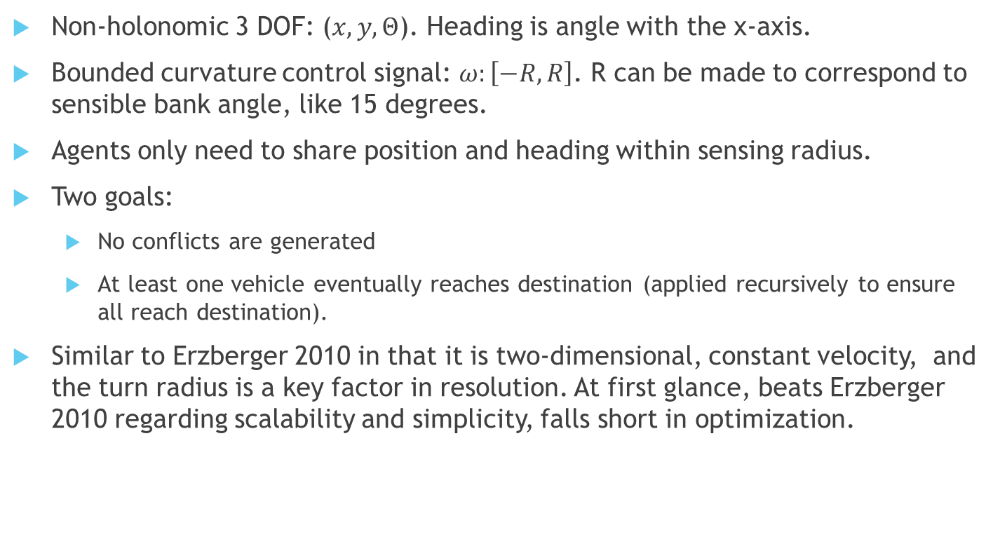 Non-holonomic 3 DOF: (x, y, Θ). Heading is angle with the x-axis.
Bounded curvature control signal: ω: [−R, R]. R can be made to correspond to
sensible bank angle, like 15 degrees.
Agents only need to share position and heading within sensing radius.
Two goals:
No conflicts are generated
At least one vehicle eventually reaches destination (applied recursively to ensure
all reach destination).
Similar to Erzberger 2010 in that it is two-dimensional, constant velocity,  and
the turn radius is a key factor in resolution. At first glance, beats Erzberger
2010 regarding scalability and simplicity, falls short in optimization.